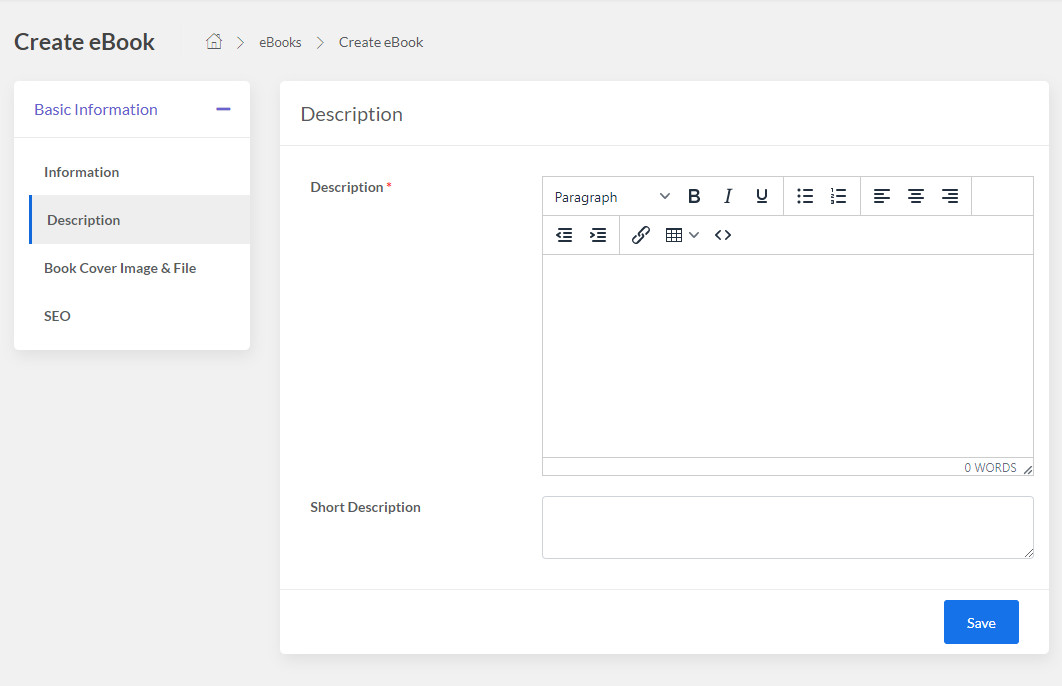 Create eBook
eBooks
Create eBook
Basic Information
Information
Description
Book Cover Image & File
SEO
Description
Description *
Paragraph
B
I
U
0 WORDS
Short Description
Save